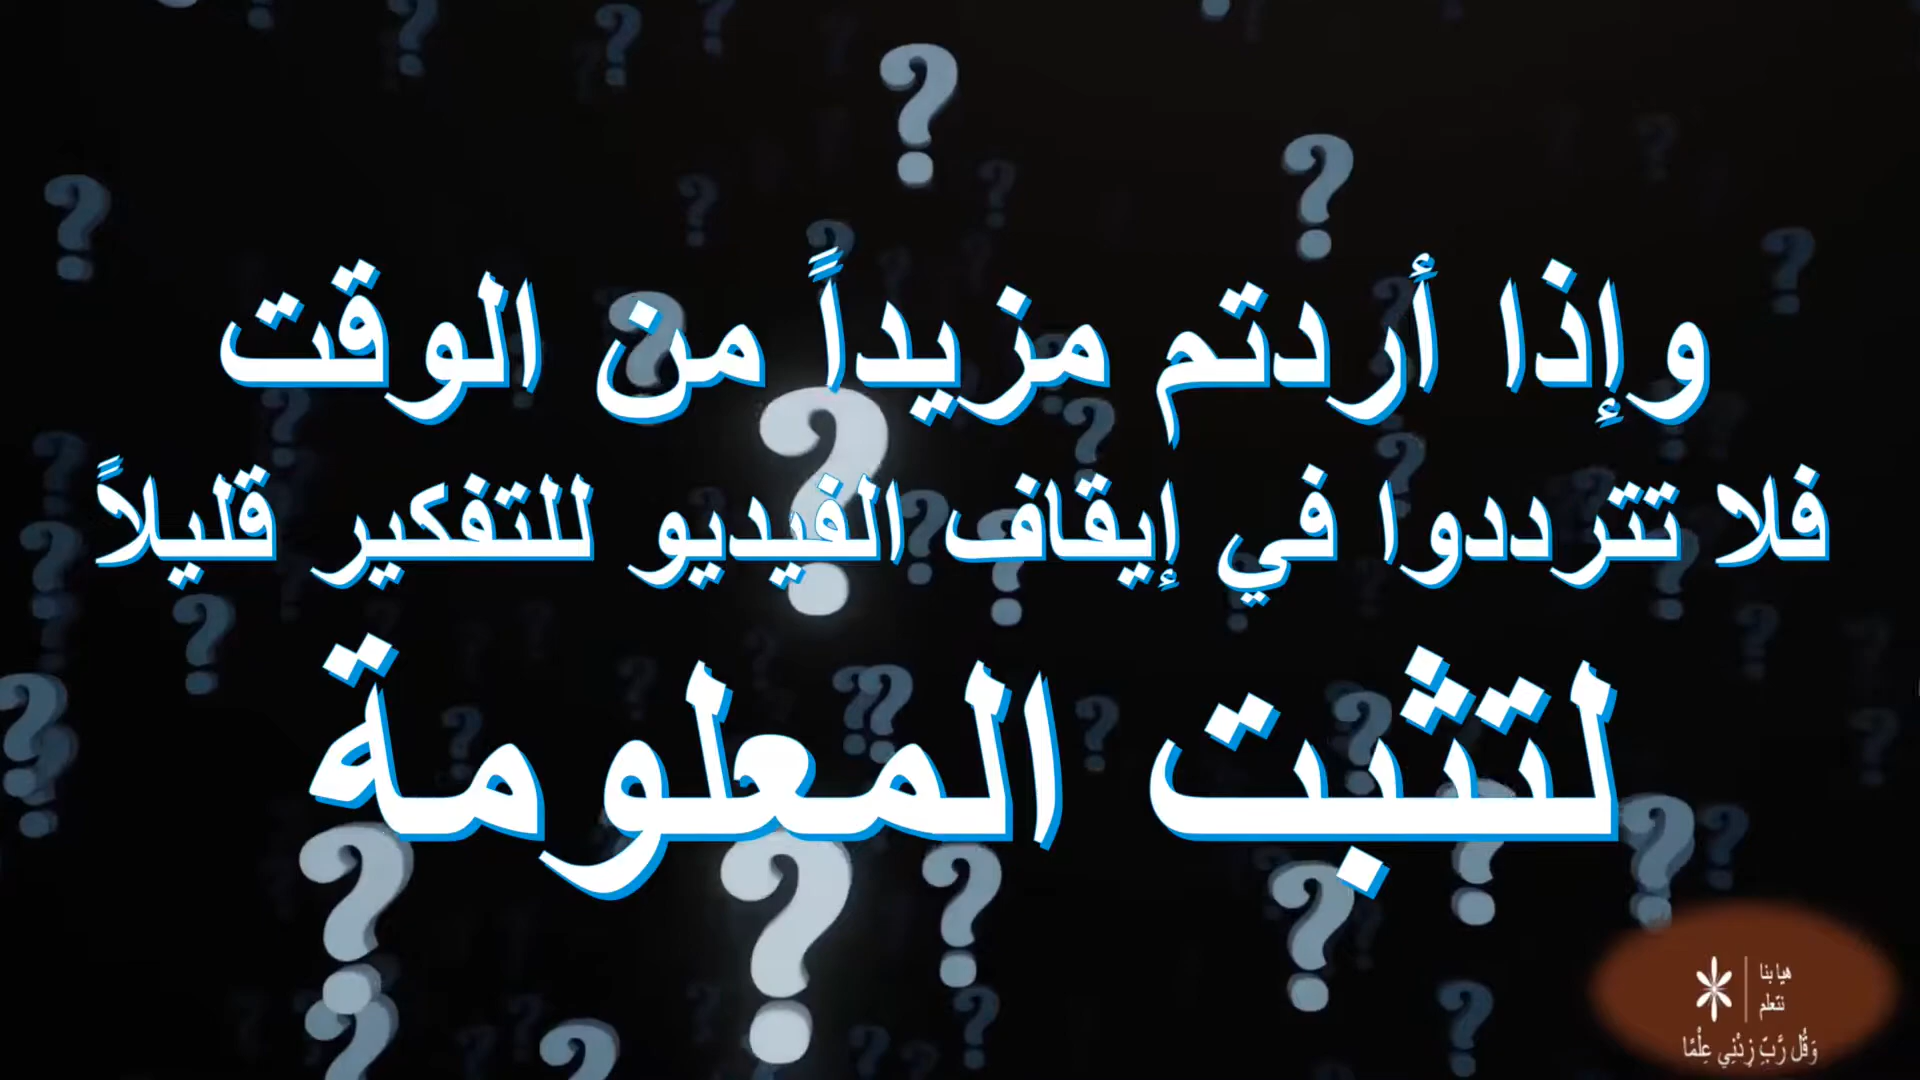 وإذا أردتم مزيداً من الوقت
فلا تترددوا في إيقاف الفيديو للتفكير قليلاً
لتثبت المعلومة
هيا بنا
نتعلم
وَقُل رَّبِّ زِدْنِي عِلْمًا